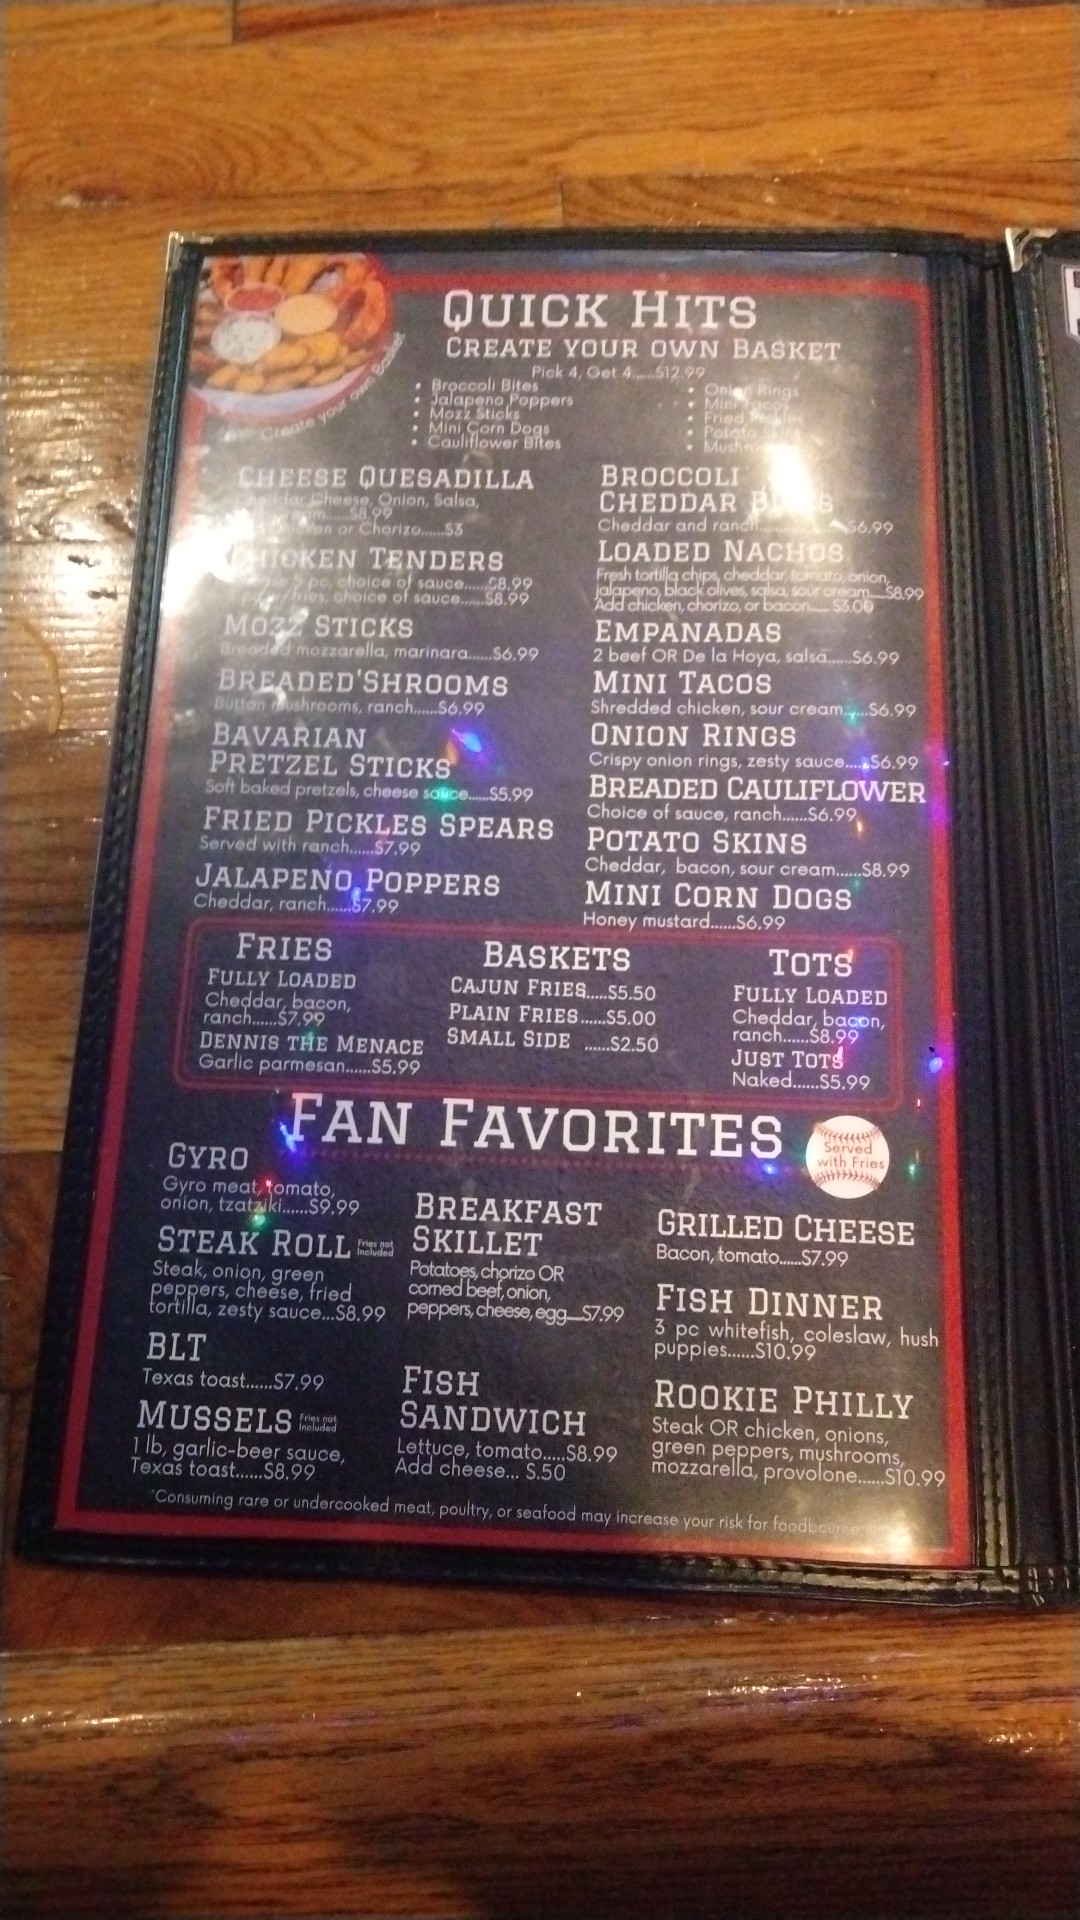 Create your own Basket
QUICK HITS
CREATE YOUR OWN BASKET
Pick 4, Get 4......$12.99
• Broccoli Bites
• Jalapeno Poppers
• Mozz Sticks
• Mini Corn Dogs
• Cauliflower Bites
• Onion Rings
• Mini Tacos
• Fried Pickles
• Potato
CHEESE QUESADILLA
Cheddar Cheese, Onion, Salsa,
$8.99
or Chorizo......$3
CHICKEN TENDERS
5 pc, choice of sauce......$8.99
fries, choice of sauce......$8.99
MOZZ STICKS
Breaded mozzarella, marinara......$6.99
BREADED'SHROOMS
Button mushrooms, ranch......$6.99
BAVARIAN
PRETZEL STICKS
Soft baked pretzels, cheese sauce......$5.99
FRIED PICKLES SPEARS
Served with ranch......$7.99
JALAPENO POPPERS
Cheddar, ranch......$7.99
BROCCOLI
CHEDDAR
Cheddar and ranch...............$6.99
LOADED NACHOS
Fresh tortilla chips, cheddar, tomato, onion,
jalapeno, black olives, salsa, sour cream......$8.99
Add chicken, chorizo, or bacon...... $3.00
EMPANADAS
2 beef OR De la Hoya, salsa......$6.99
MINI TACOS
Shredded chicken, sour cream......$6.99
ONION RINGS
Crispy onion rings, zesty sauce......$6.99
BREADED CAULIFLOWER
Choice of sauce, ranch......$6.99
POTATO SKINS
Cheddar, bacon, sour cream......$8.99
MINI CORN DOGS
Honey mustard......$6.99
FRIES
FULLY LOADED
Cheddar, bacon,
ranch......$7.99
DENNIS THE MENACE
Garlic parmesan......$5.99
BASKETS
CAJUN FRIES.....$5.50
PLAIN FRIES......$5.00
SMALL SIDE ......$2.50
TOTS
FULLY LOADED
Cheddar, bacon,
ranch......$8.99
JUST TOTS
Naked......$5.99
FAN FAVORITES
Served
with Fries
GYRO
Gyro meat, tomato,
onion, tzatziki......$9.99
STEAK ROLL Fries not
Included
Steak, onion, green
peppers, cheese, fried
tortilla, zesty sauce...$8.99
BLT
Texas toast......$7.99
MUSSELS Fries not
Included
1 lb, garlic-beer sauce,
Texas toast......$8.99
BREAKFAST
SKILLET
Potatoes, chorizo OR
corned beef, onion,
peppers, cheese, egg......$7.99
FISH
SANDWICH
Lettuce, tomato.....$8.99
Add cheese... $.50
GRILLED CHEESE
Bacon, tomato......$7.99
FISH DINNER
3 pc whitefish, coleslaw, hush
puppies......$10.99
ROOKIE PHILLY
Steak OR chicken, onions,
green peppers, mushrooms,
mozzarella, provolone......$10.99
*Consuming rare or undercooked meat, poultry, or seafood may increase your risk for foodbourne